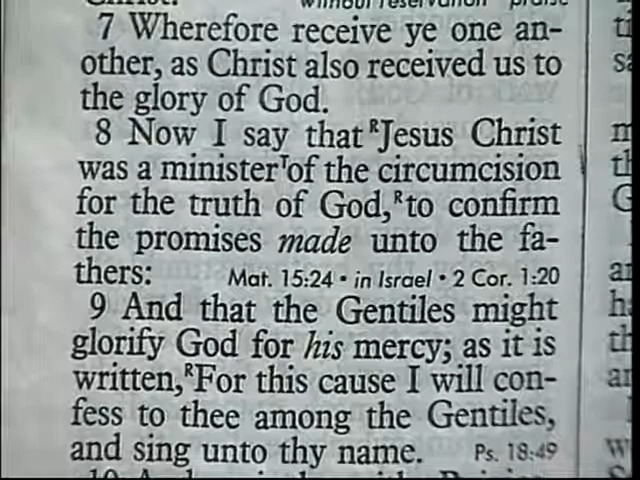 without reservation praise
7 Wherefore receive ye one an-
other, as Christ also received us to
the glory of God.
8 Now I say that ᴿJesus Christ
was a ministerᵀof the circumcision
for the truth of God,ᴿto confirm
the promises made unto the fa-
thers: Mat. 15:24 • in Israel • 2 Cor. 1:20
9 And that the Gentiles might
glorify God for his mercy; as it is
written,ᴿFor this cause I will con-
fess to thee among the Gentiles,
and sing unto thy name. Ps. 18:49